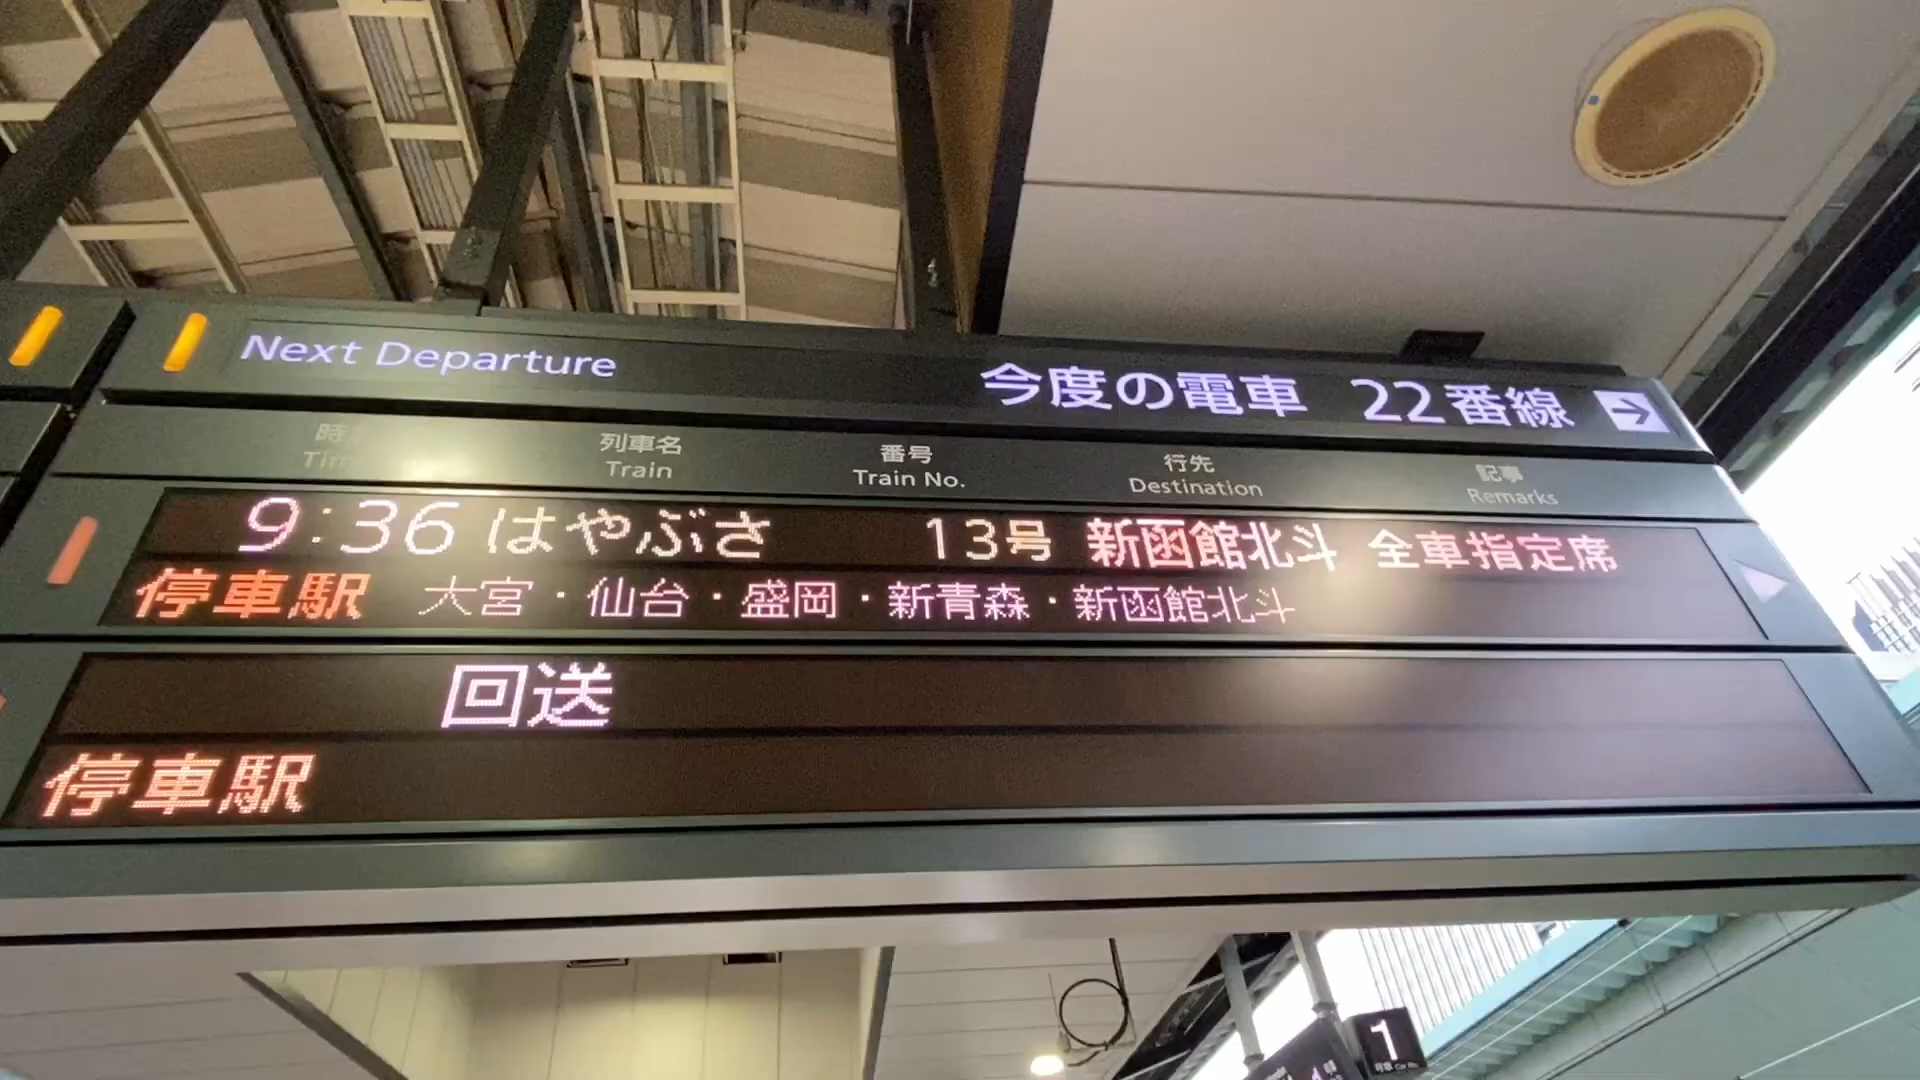 Next Departure 今度の電車 22番線 →
時 列車名 番号 行先 記事
Train Train No. Destination Remarks
9:36 はやぶさ 13号 新函館北斗 全車指定席
停車駅 大宮・仙台・盛岡・新青森・新函館北斗
回送
停車駅
1